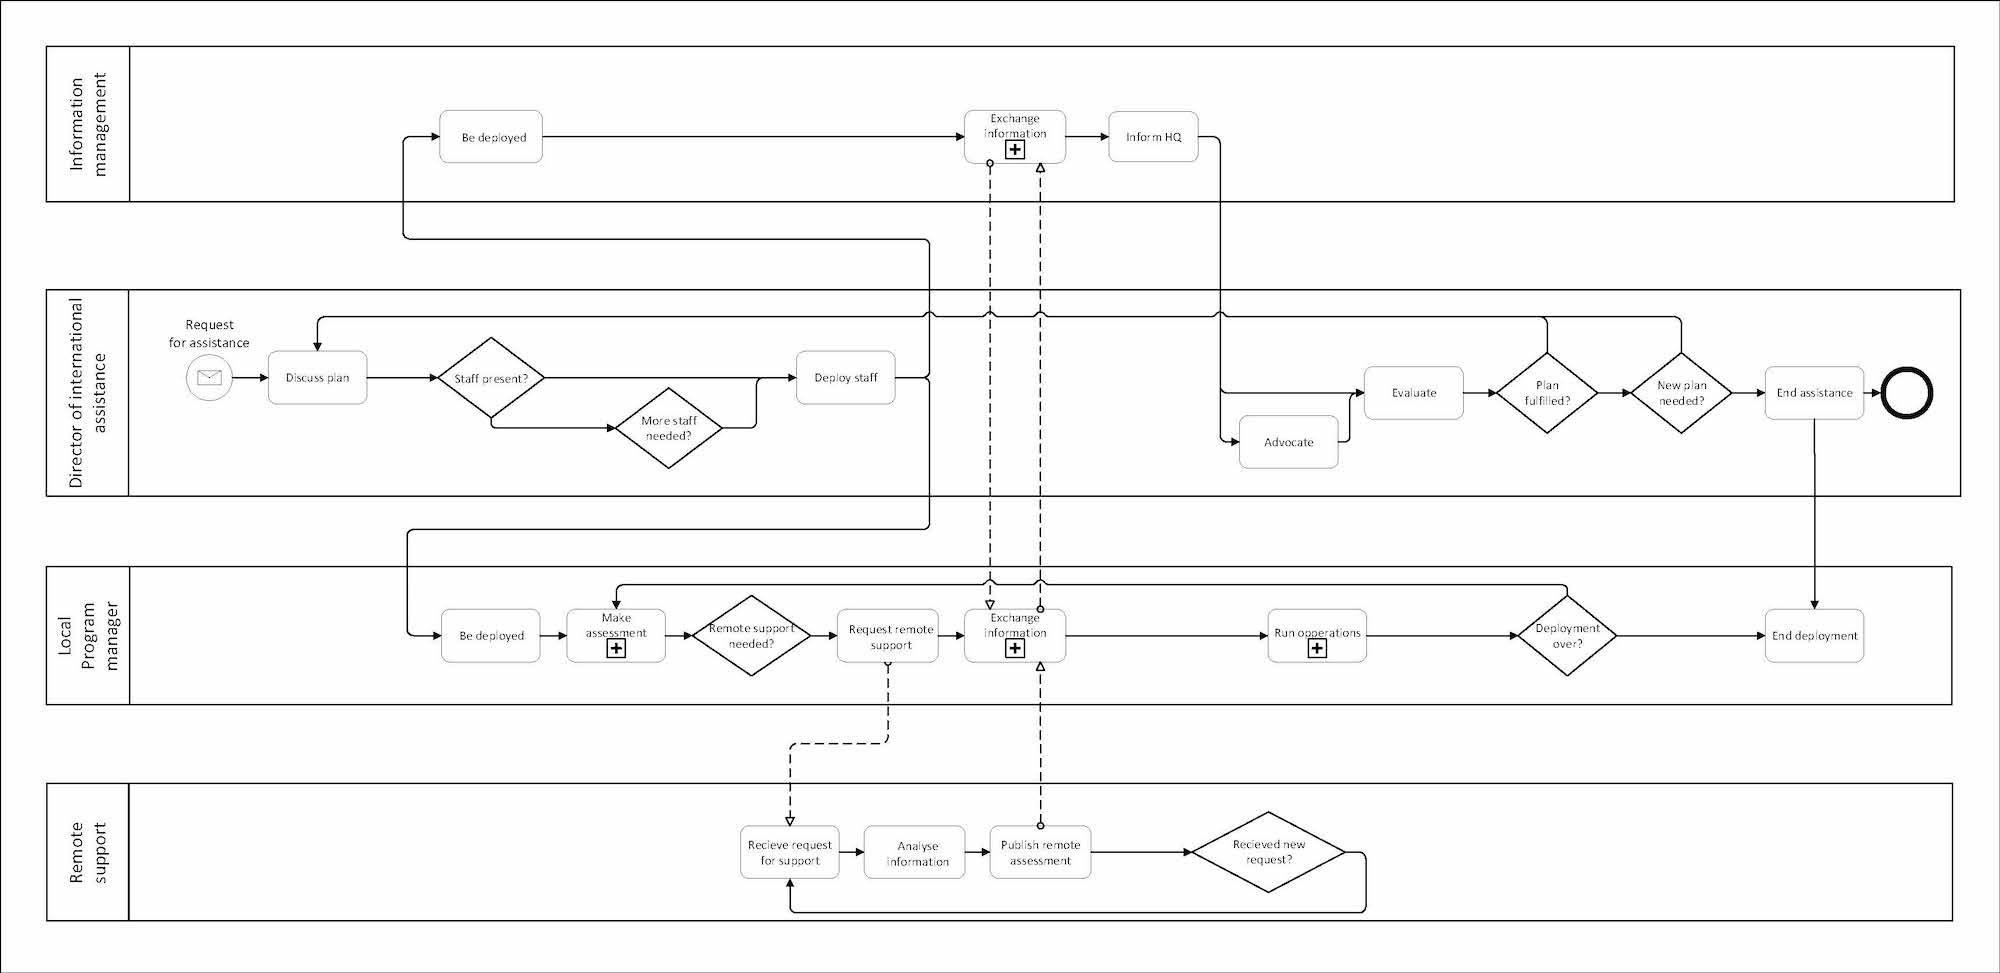 Information
management
Be deployed
Exchange
information
Inform HQ
Director of international
assistance
Request
for assistance
Discuss plan
Staff present?
More staff
needed?
Deploy staff
Advocate
Evaluate
Plan
fulfilled?
New plan
needed?
End assistance
Local
Program
manager
Be deployed
Make
assessment
Remote support
needed?
Request remote
support
Exchange
information
Run opperations
Deployment
over?
End deployment
Remote
support
Recieve request
for support
Analyse
information
Publish remote
assessment
Recieved new
request?